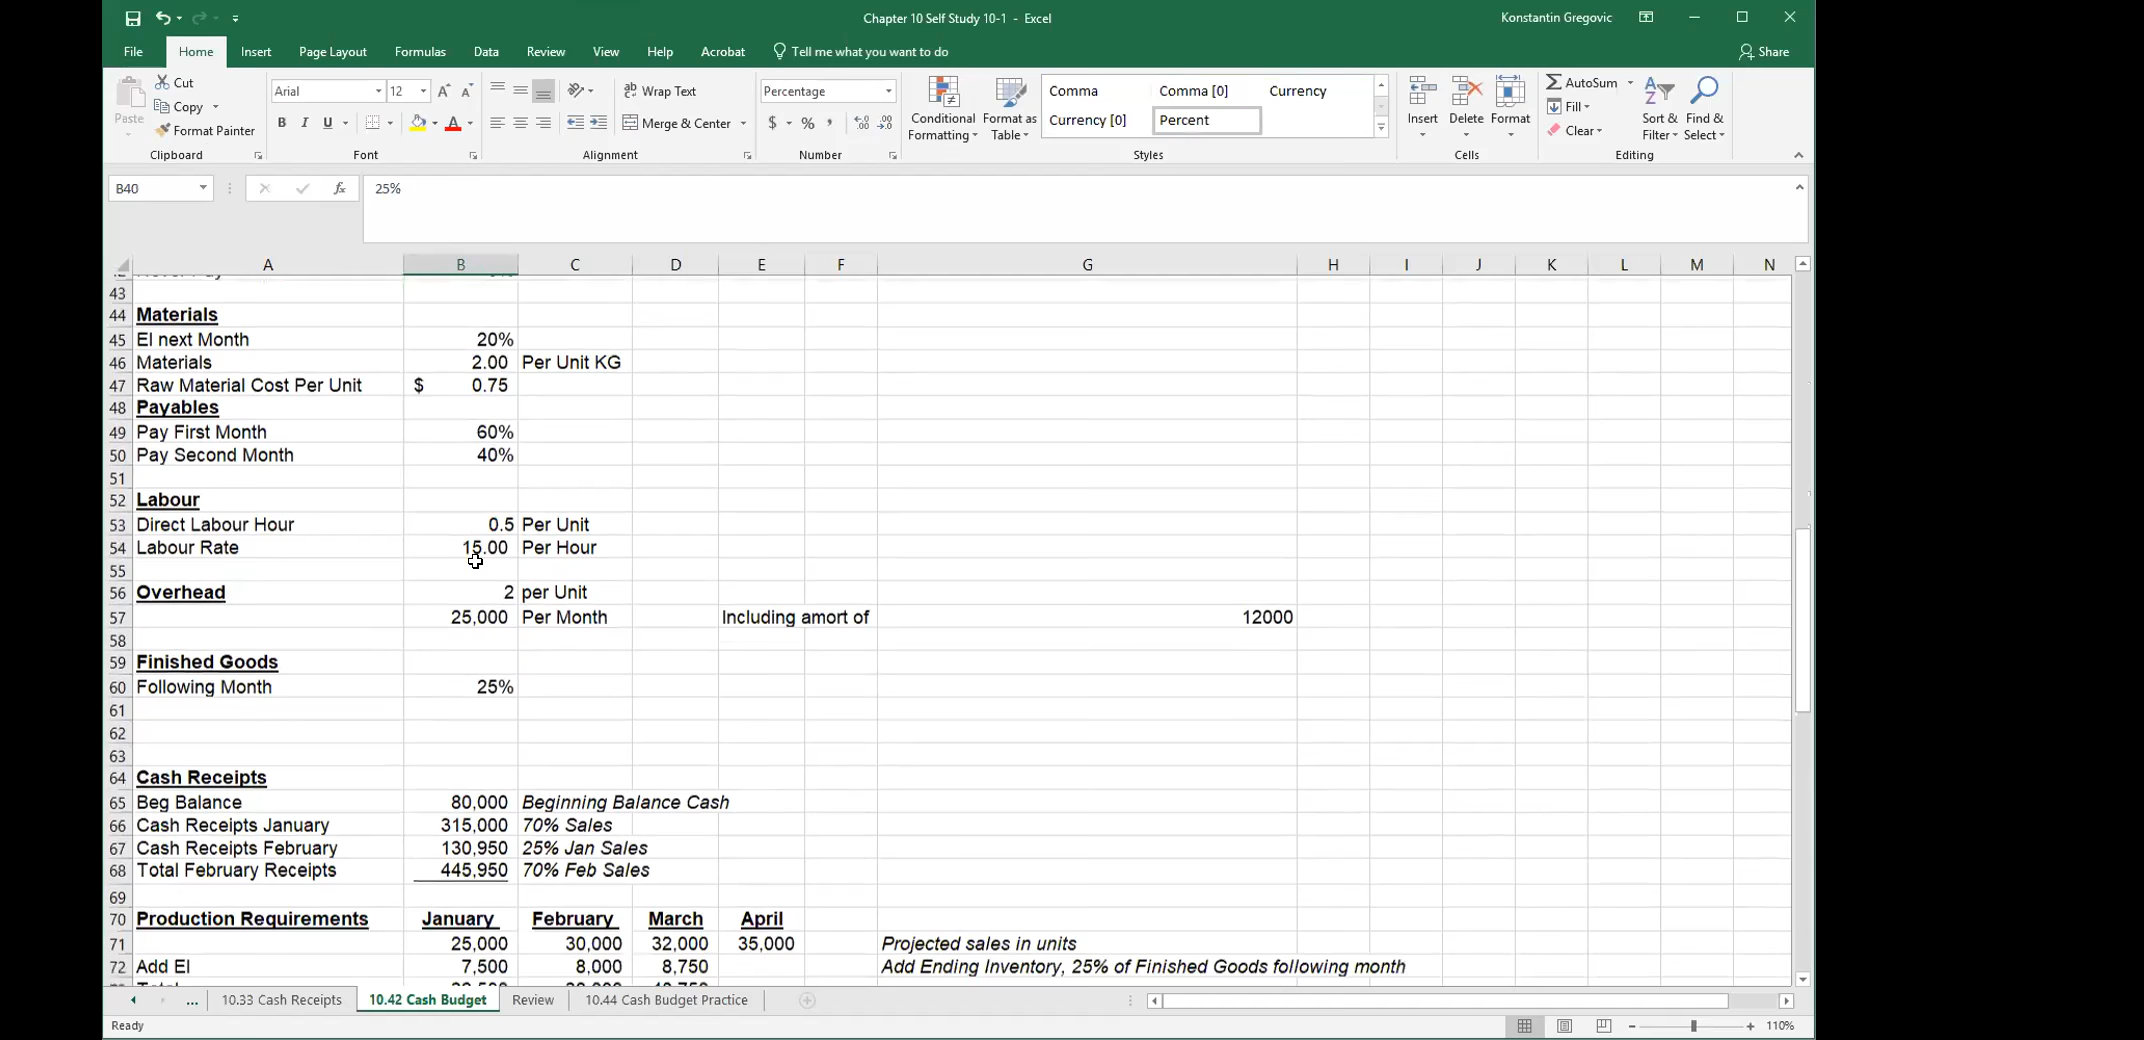 Chapter 10 Self Study 10-1 - Excel
Konstantin Gregovic
File Home Insert Page Layout Formulas Data Review View Help Acrobat Tell me what you want to do Share
Paste
Cut
Copy
Format Painter
Clipboard
Arial 12
B I U
Font
Wrap Text
Merge & Center
Alignment
Percentage
$ % ,
Number
Conditional Formatting
Format as Table
Comma Comma [0] Currency
Currency [0] Percent
Styles
Insert Delete Format
Cells
AutoSum
Fill
Clear
Sort & Filter
Find & Select
Editing
B40 fx 25%
A B C D E F G H I J K L M N
43
44 Materials
45 EI next Month 20%
46 Materials 2.00 Per Unit KG
47 Raw Material Cost Per Unit $ 0.75
48 Payables
49 Pay First Month 60%
50 Pay Second Month 40%
51
52 Labour
53 Direct Labour Hour 0.5 Per Unit
54 Labour Rate 15.00 Per Hour
55
56 Overhead 2 per Unit
57 25,000 Per Month Including amort of 12000
58
59 Finished Goods
60 Following Month 25%
61
62
63
64 Cash Receipts
65 Beg Balance 80,000 Beginning Balance Cash
66 Cash Receipts January 315,000 70% Sales
67 Cash Receipts February 130,950 25% Jan Sales
68 Total February Receipts 445,950 70% Feb Sales
69
70 Production Requirements January February March April
71 25,000 30,000 32,000 35,000 Projected sales in units
72 Add EI 7,500 8,000 8,750 Add Ending Inventory, 25% of Finished Goods following month
... 10.33 Cash Receipts 10.42 Cash Budget Review 10.44 Cash Budget Practice
Ready 110%